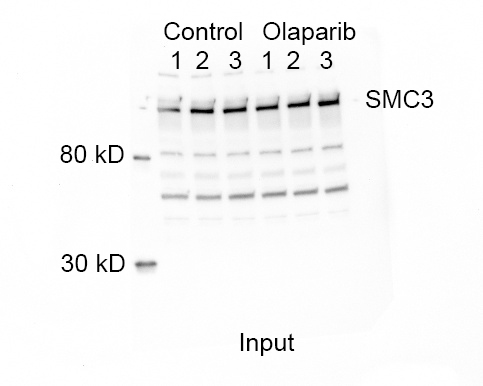 Control Olaparib
1 2 3 1 2 3
SMC3
80 kD
30 kD
Input